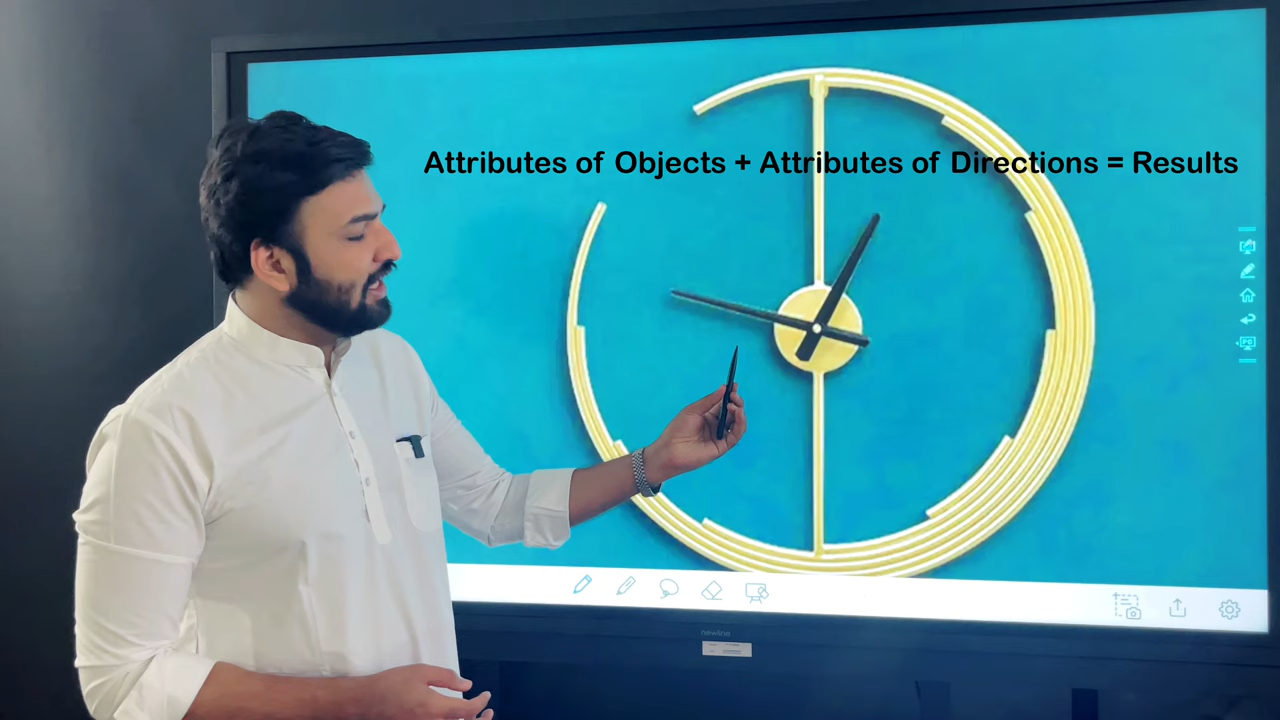 Attributes of Objects + Attributes of Directions = Results
newline